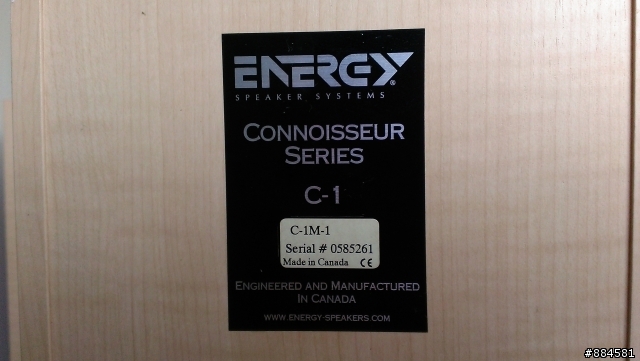 ENERGY®
SPEAKER SYSTEMS
CONNOISSEUR
SERIES
C-1
C-1M-1
Serial # 0585261
Made in Canada CE
ENGINEERED AND MANUFACTURED
IN CANADA
WWW.ENERGY-SPEAKERS.COM
#884581